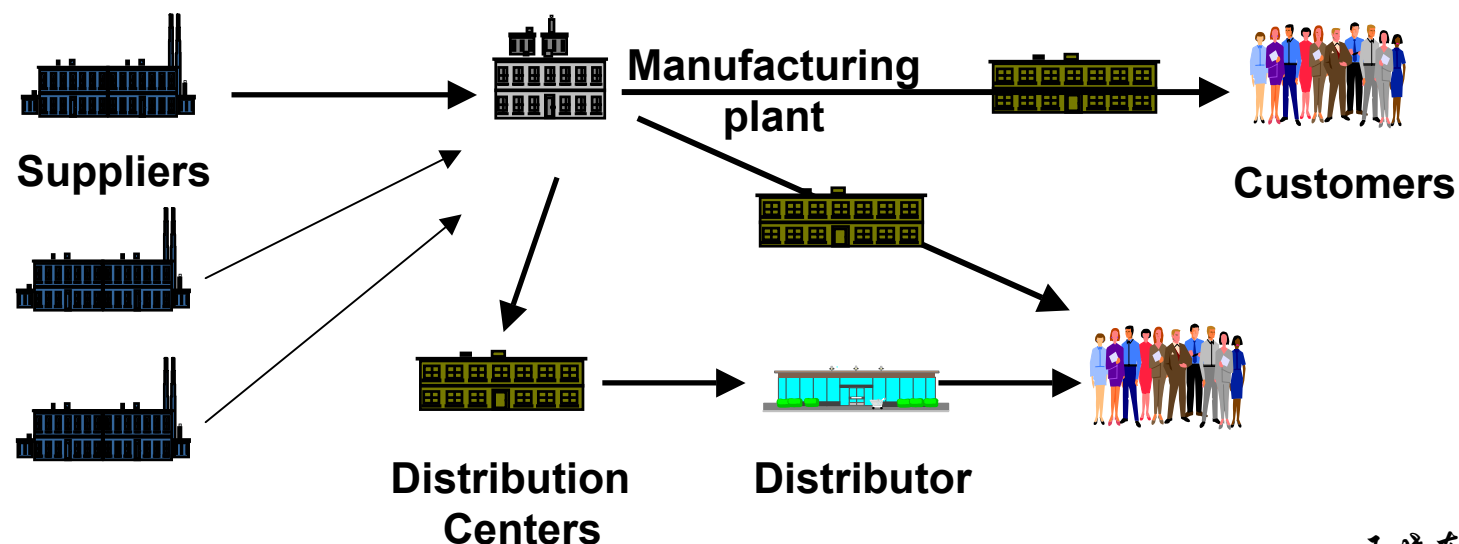 Manufacturing
plant
Suppliers
Customers
Distribution
Centers
Distributor